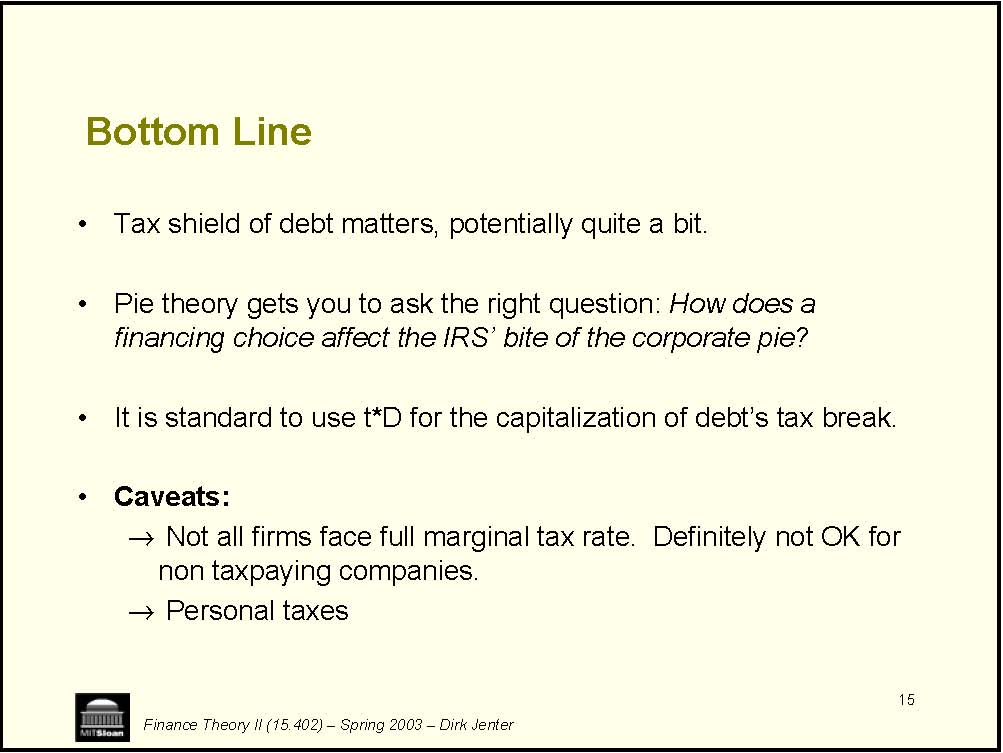 Bottom Line
• Tax shield of debt matters, potentially quite a bit.
• Pie theory gets you to ask the right question: How does a
financing choice affect the IRS’ bite of the corporate pie?
• It is standard to use t*D for the capitalization of debt’s tax break.
• Caveats:
→ Not all firms face full marginal tax rate.  Definitely not OK for
non taxpaying companies.
→ Personal taxes
15
MITSloan
Finance Theory II (15.402) – Spring 2003 – Dirk Jenter